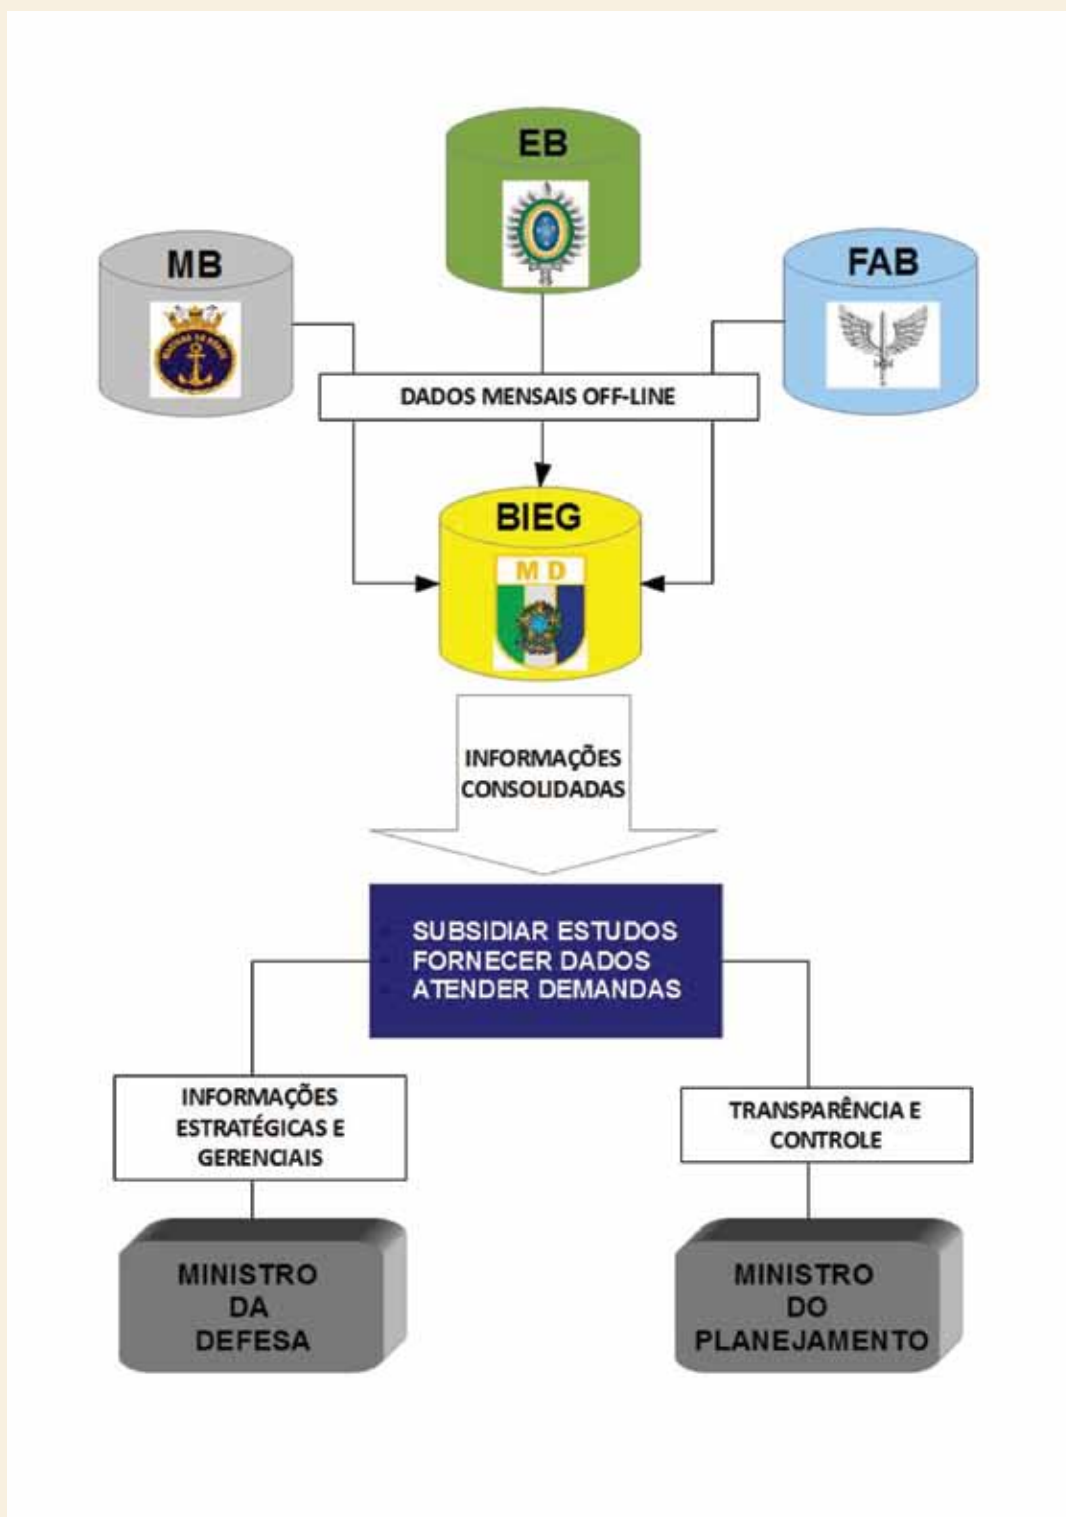 EB
MB
FAB
DADOS MENSAIS OFF-LINE
BIEG
M D
INFORMAÇÕES
CONSOLIDADAS
SUBSIDIAR ESTUDOS
FORNECER DADOS
ATENDER DEMANDAS
INFORMAÇÕES
ESTRATÉGICAS E
GERENCIAIS
TRANSPARÊNCIA E
CONTROLE
MINISTRO
DA
DEFESA
MINISTRO
DO
PLANEJAMENTO